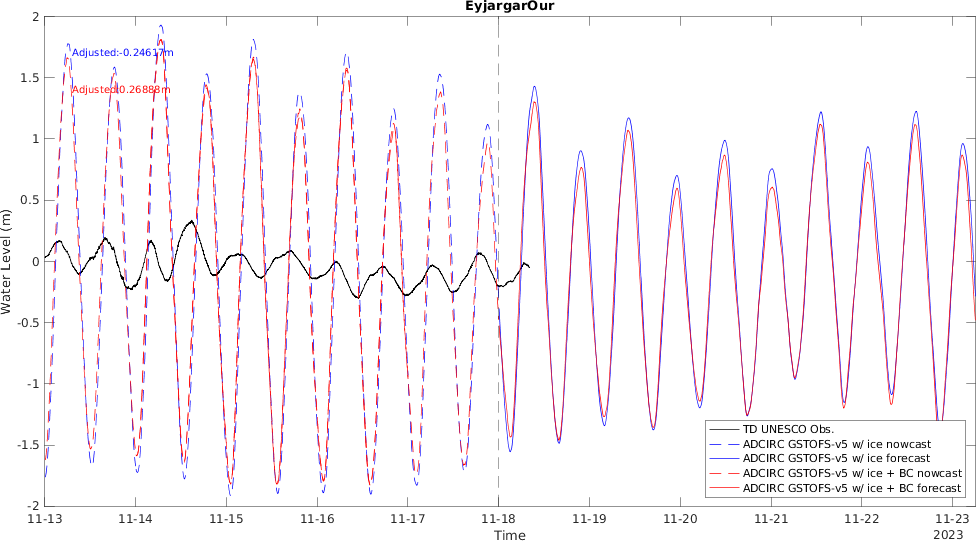 EyjargarOur
2
1.5
1
0.5
0
-0.5
-1
-1.5
-2
Water Level (m)
Adjusted:-0.24617m
Adjusted:0.26888m
TD UNESCO Obs.
ADCIRC GSTOFS-v5 w/ ice nowcast
ADCIRC GSTOFS-v5 w/ ice forecast
ADCIRC GSTOFS-v5 w/ ice + BC nowcast
ADCIRC GSTOFS-v5 w/ ice + BC forecast
11-13 11-14 11-15 11-16 11-17 11-18 11-19 11-20 11-21 11-22 11-23
Time
2023